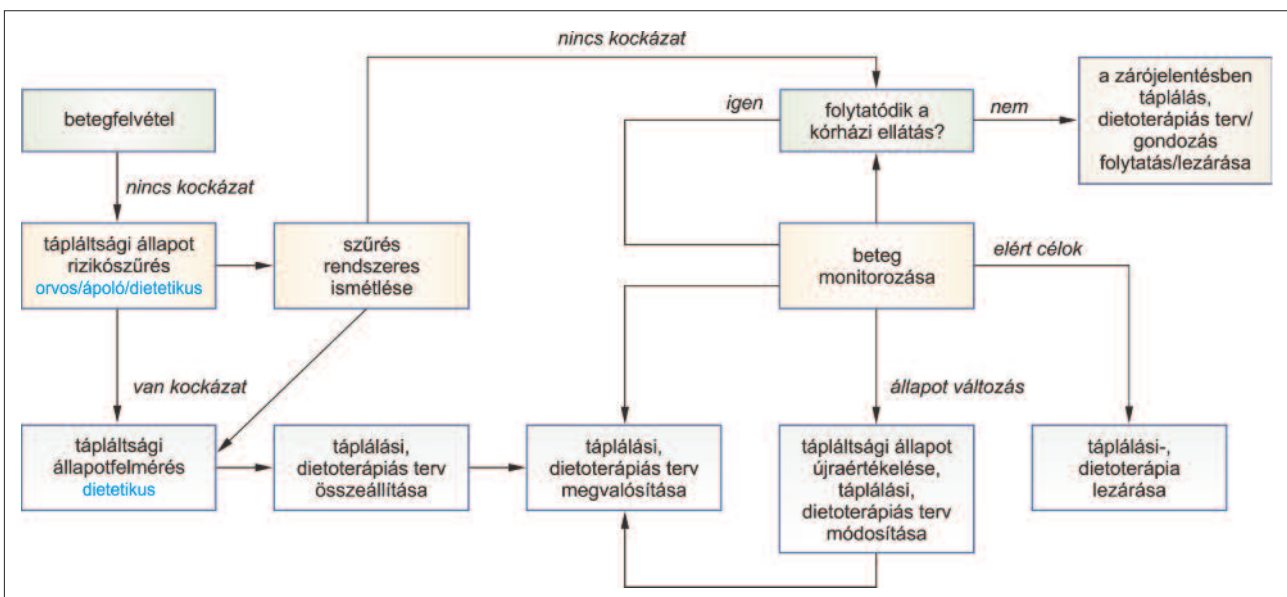 nincs kockázat
betegfelvétel
igen
folytatódik a
kórházi ellátás?
nem
a zárójelentésben
táplálás,
dietoterápiás terv/
gondozás
folytatás/lezárása
nincs kockázat
tápláltsági állapot
rizikószűrés
orvos/ápoló/dietetikus
szűrés
rendszeres
ismétlése
beteg
monitorozása
elért célok
van kockázat
állapot változás
tápláltsági
állapotfelmérés
dietetikus
táplálási,
dietoterápiás terv
összeállítása
táplálási,
dietoterápiás terv
megvalósítása
tápláltsági állapot
újraértékelése,
táplálási,
dietoterápiás terv
módosítása
táplálási-,
dietoterápia
lezárása